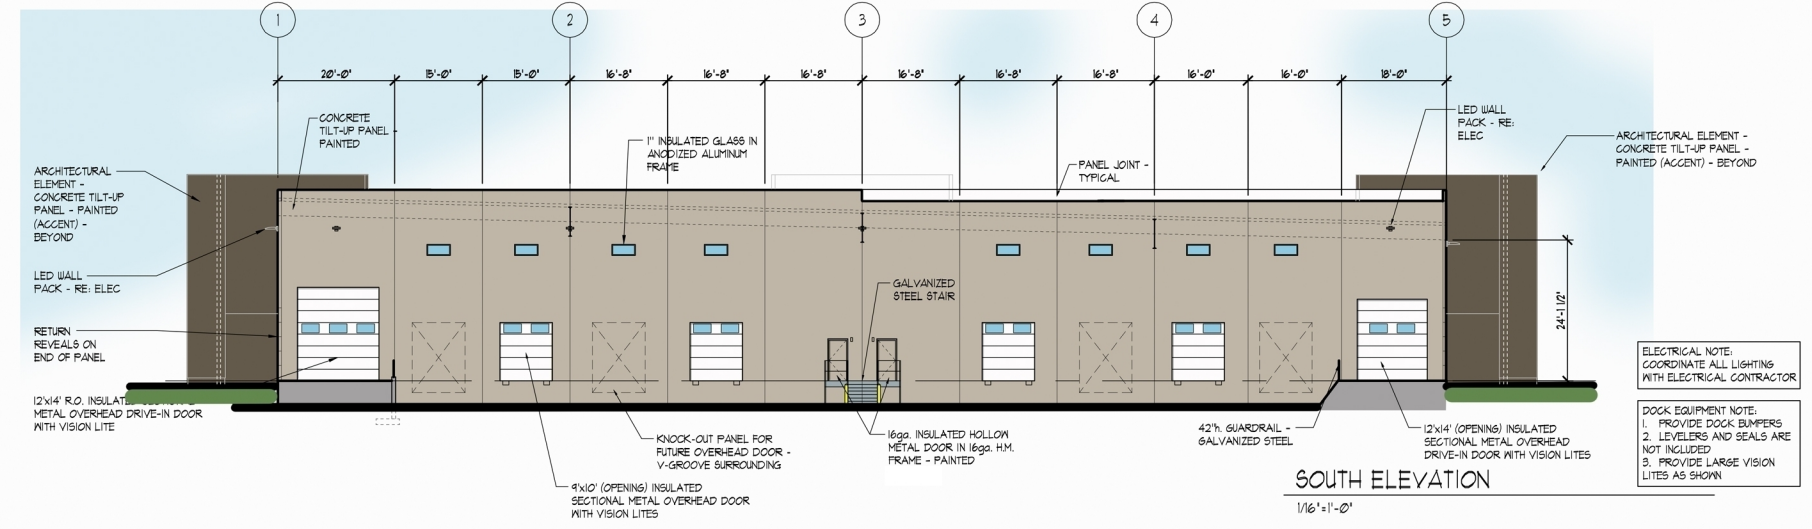 1 2 3 4 5
20'-0" 15'-0" 15'-0" 16'-8" 16'-8" 16'-8" 16'-8" 16'-8" 16'-8" 16'-0" 16'-0" 18'-0"
CONCRETE
TILT-UP PANEL -
PAINTED
1" INSULATED GLASS IN
ANODIZED ALUMINUM
FRAME
PANEL JOINT -
TYPICAL
LED WALL
PACK - RE:
ELEC
ARCHITECTURAL ELEMENT -
CONCRETE TILT-UP PANEL -
PAINTED (ACCENT) - BEYOND
ARCHITECTURAL
ELEMENT -
CONCRETE TILT-UP
PANEL - PAINTED
(ACCENT) -
BEYOND
LED WALL
PACK - RE: ELEC
RETURN
REVEALS ON
END OF PANEL
12'x14' R.O.
METAL OVERHEAD DRIVE-IN DOOR
WITH VISION LITE
GALVANIZED
STEEL STAIR
24'-1 1/2"
KNOCK-OUT PANEL FOR
FUTURE OVERHEAD DOOR -
V-GROOVE SURROUNDING
9'x10' (OPENING) INSULATED
SECTIONAL METAL OVERHEAD DOOR
WITH VISION LITES
16ga. INSULATED HOLLOW
METAL DOOR IN 16ga. H.M.
FRAME - PAINTED
42"h. GUARDRAIL -
GALVANIZED STEEL
12'x14' (OPENING) INSULATED
SECTIONAL METAL OVERHEAD
DRIVE-IN DOOR WITH VISION LITES
ELECTRICAL NOTE:
COORDINATE ALL LIGHTING
WITH ELECTRICAL CONTRACTOR
DOCK EQUIPMENT NOTE:
1. PROVIDE DOCK BUMPERS
2. LEVELERS AND SEALS ARE
NOT INCLUDED
3. PROVIDE LARGE VISION
LITES AS SHOWN
SOUTH ELEVATION
1/16"=1'-0"